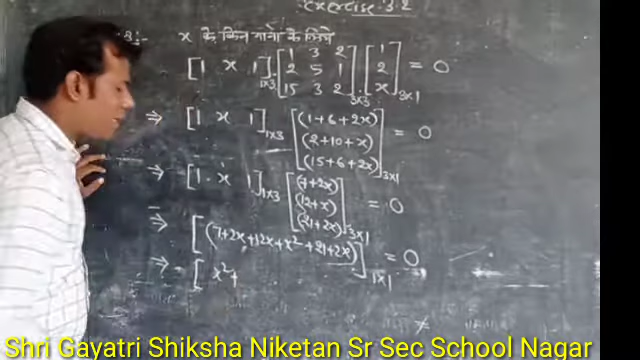 Exercise 3.2
8:- x के किन मानों के लिये
[1 x 1]1x3 [1 3 2; 2 5 1; 15 3 2]3x3 [1; 2; x]3x1 = 0
⇒ [1 x 1]1x3 [(1+6+2x); (2+10+x); (15+6+2x)]3x1 = 0
⇒ [1 x 1]1x3 [(7+2x); (12+x); (21+2x)]3x1 = 0
⇒ [(7+2x+12x+x²+21+2x)]1x1 = 0
⇒ [x²+
Shri Gayatri Shiksha Niketan Sr Sec School Nagar